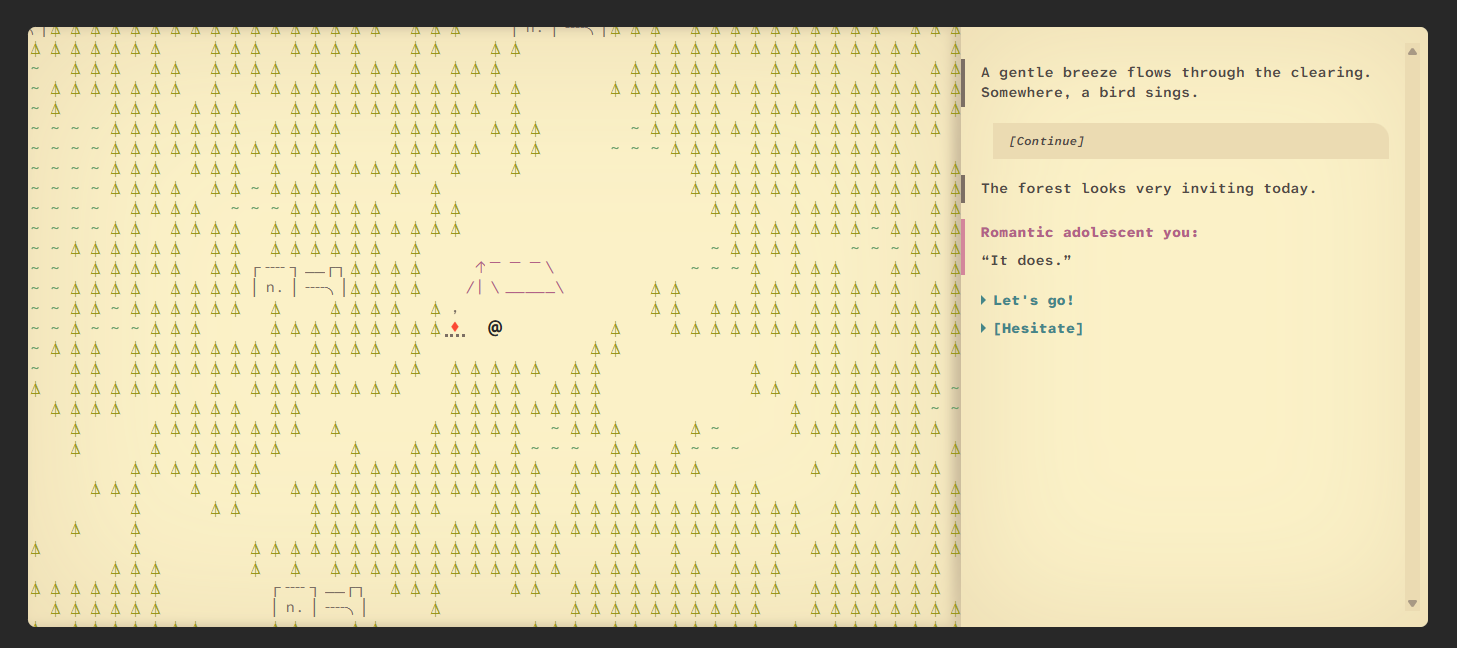 n.
A gentle breeze flows through the clearing.
Somewhere, a bird sings.
[Continue]
The forest looks very inviting today.
Romantic adolescent you:
“It does.”
Let's go!
[Hesitate]
n.
@
n.